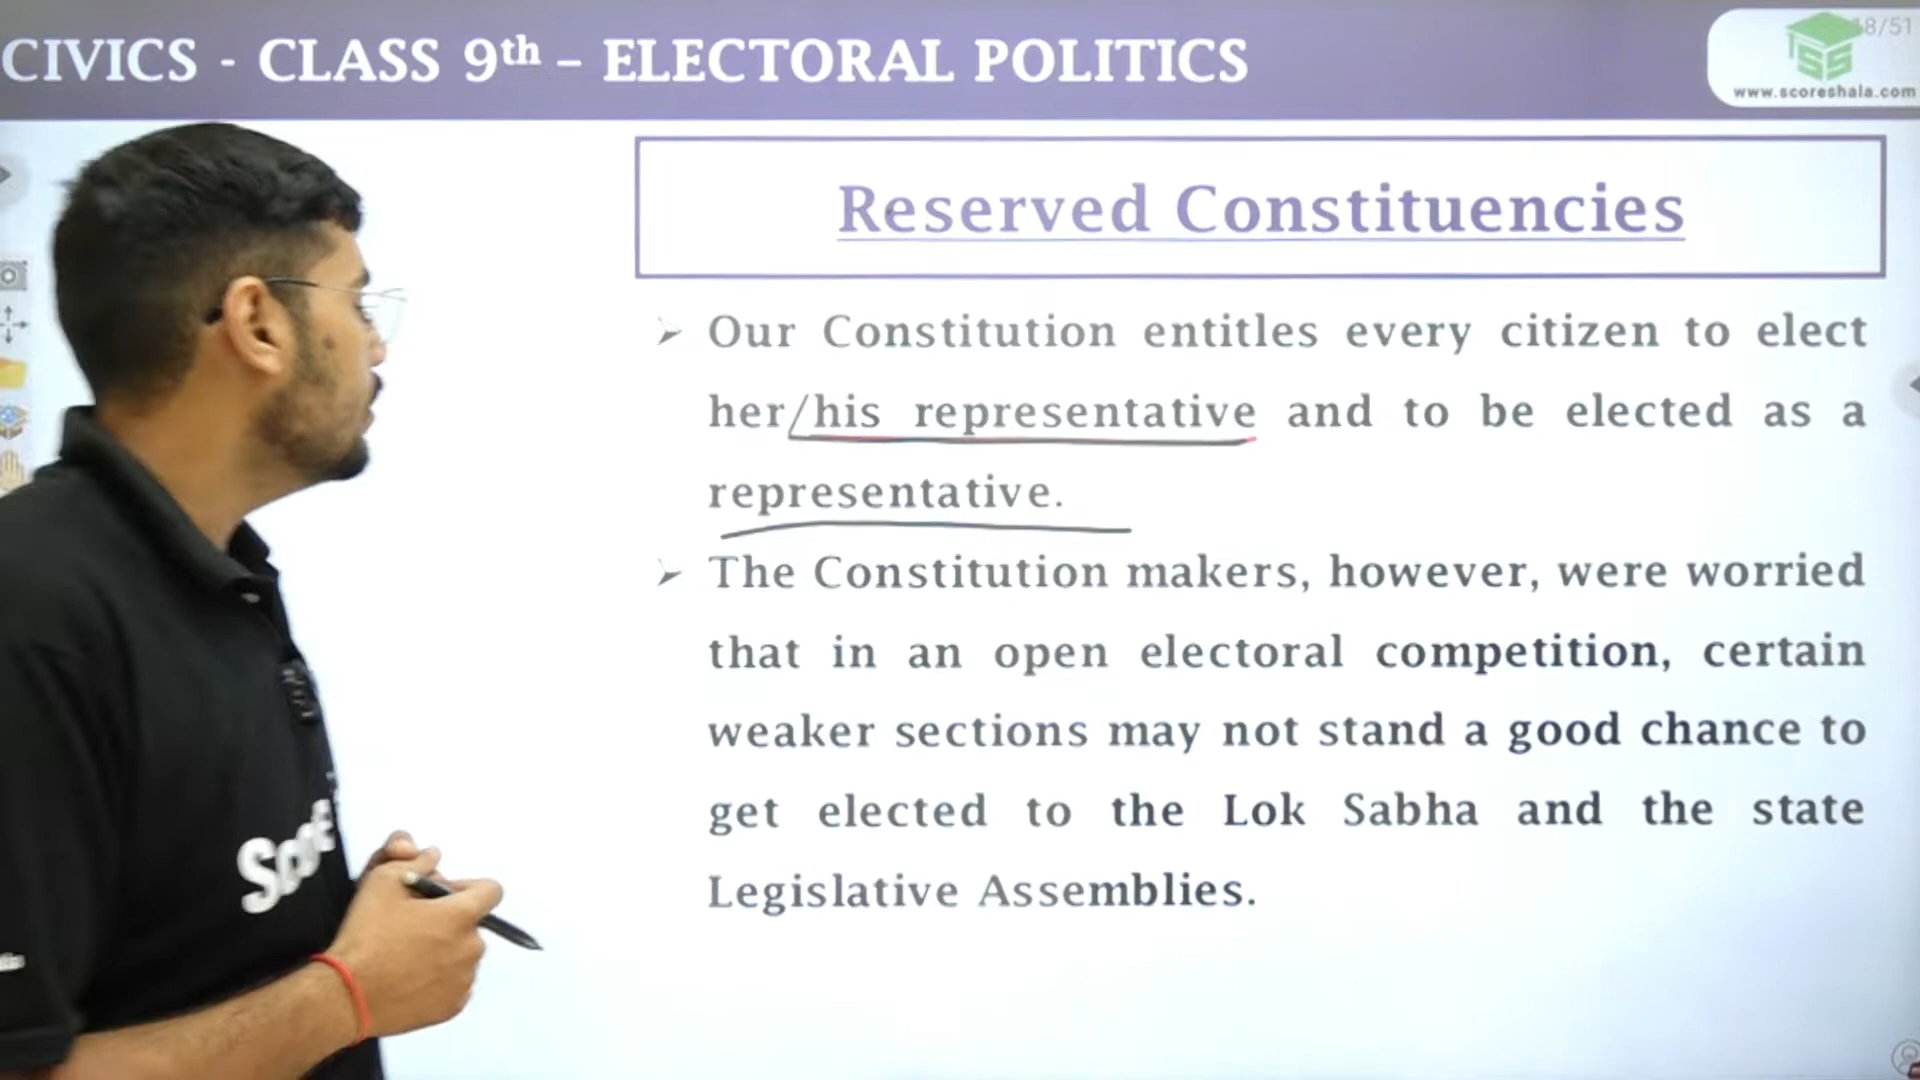 CIVICS - CLASS 9th – ELECTORAL POLITICS
18/51
SS
www.scoreshala.com
Reserved Constituencies
Our Constitution entitles every citizen to elect
her/his representative and to be elected as a
representative.
The Constitution makers, however, were worried
that in an open electoral competition, certain
weaker sections may not stand a good chance to
get elected to the Lok Sabha and the state
Legislative Assemblies.